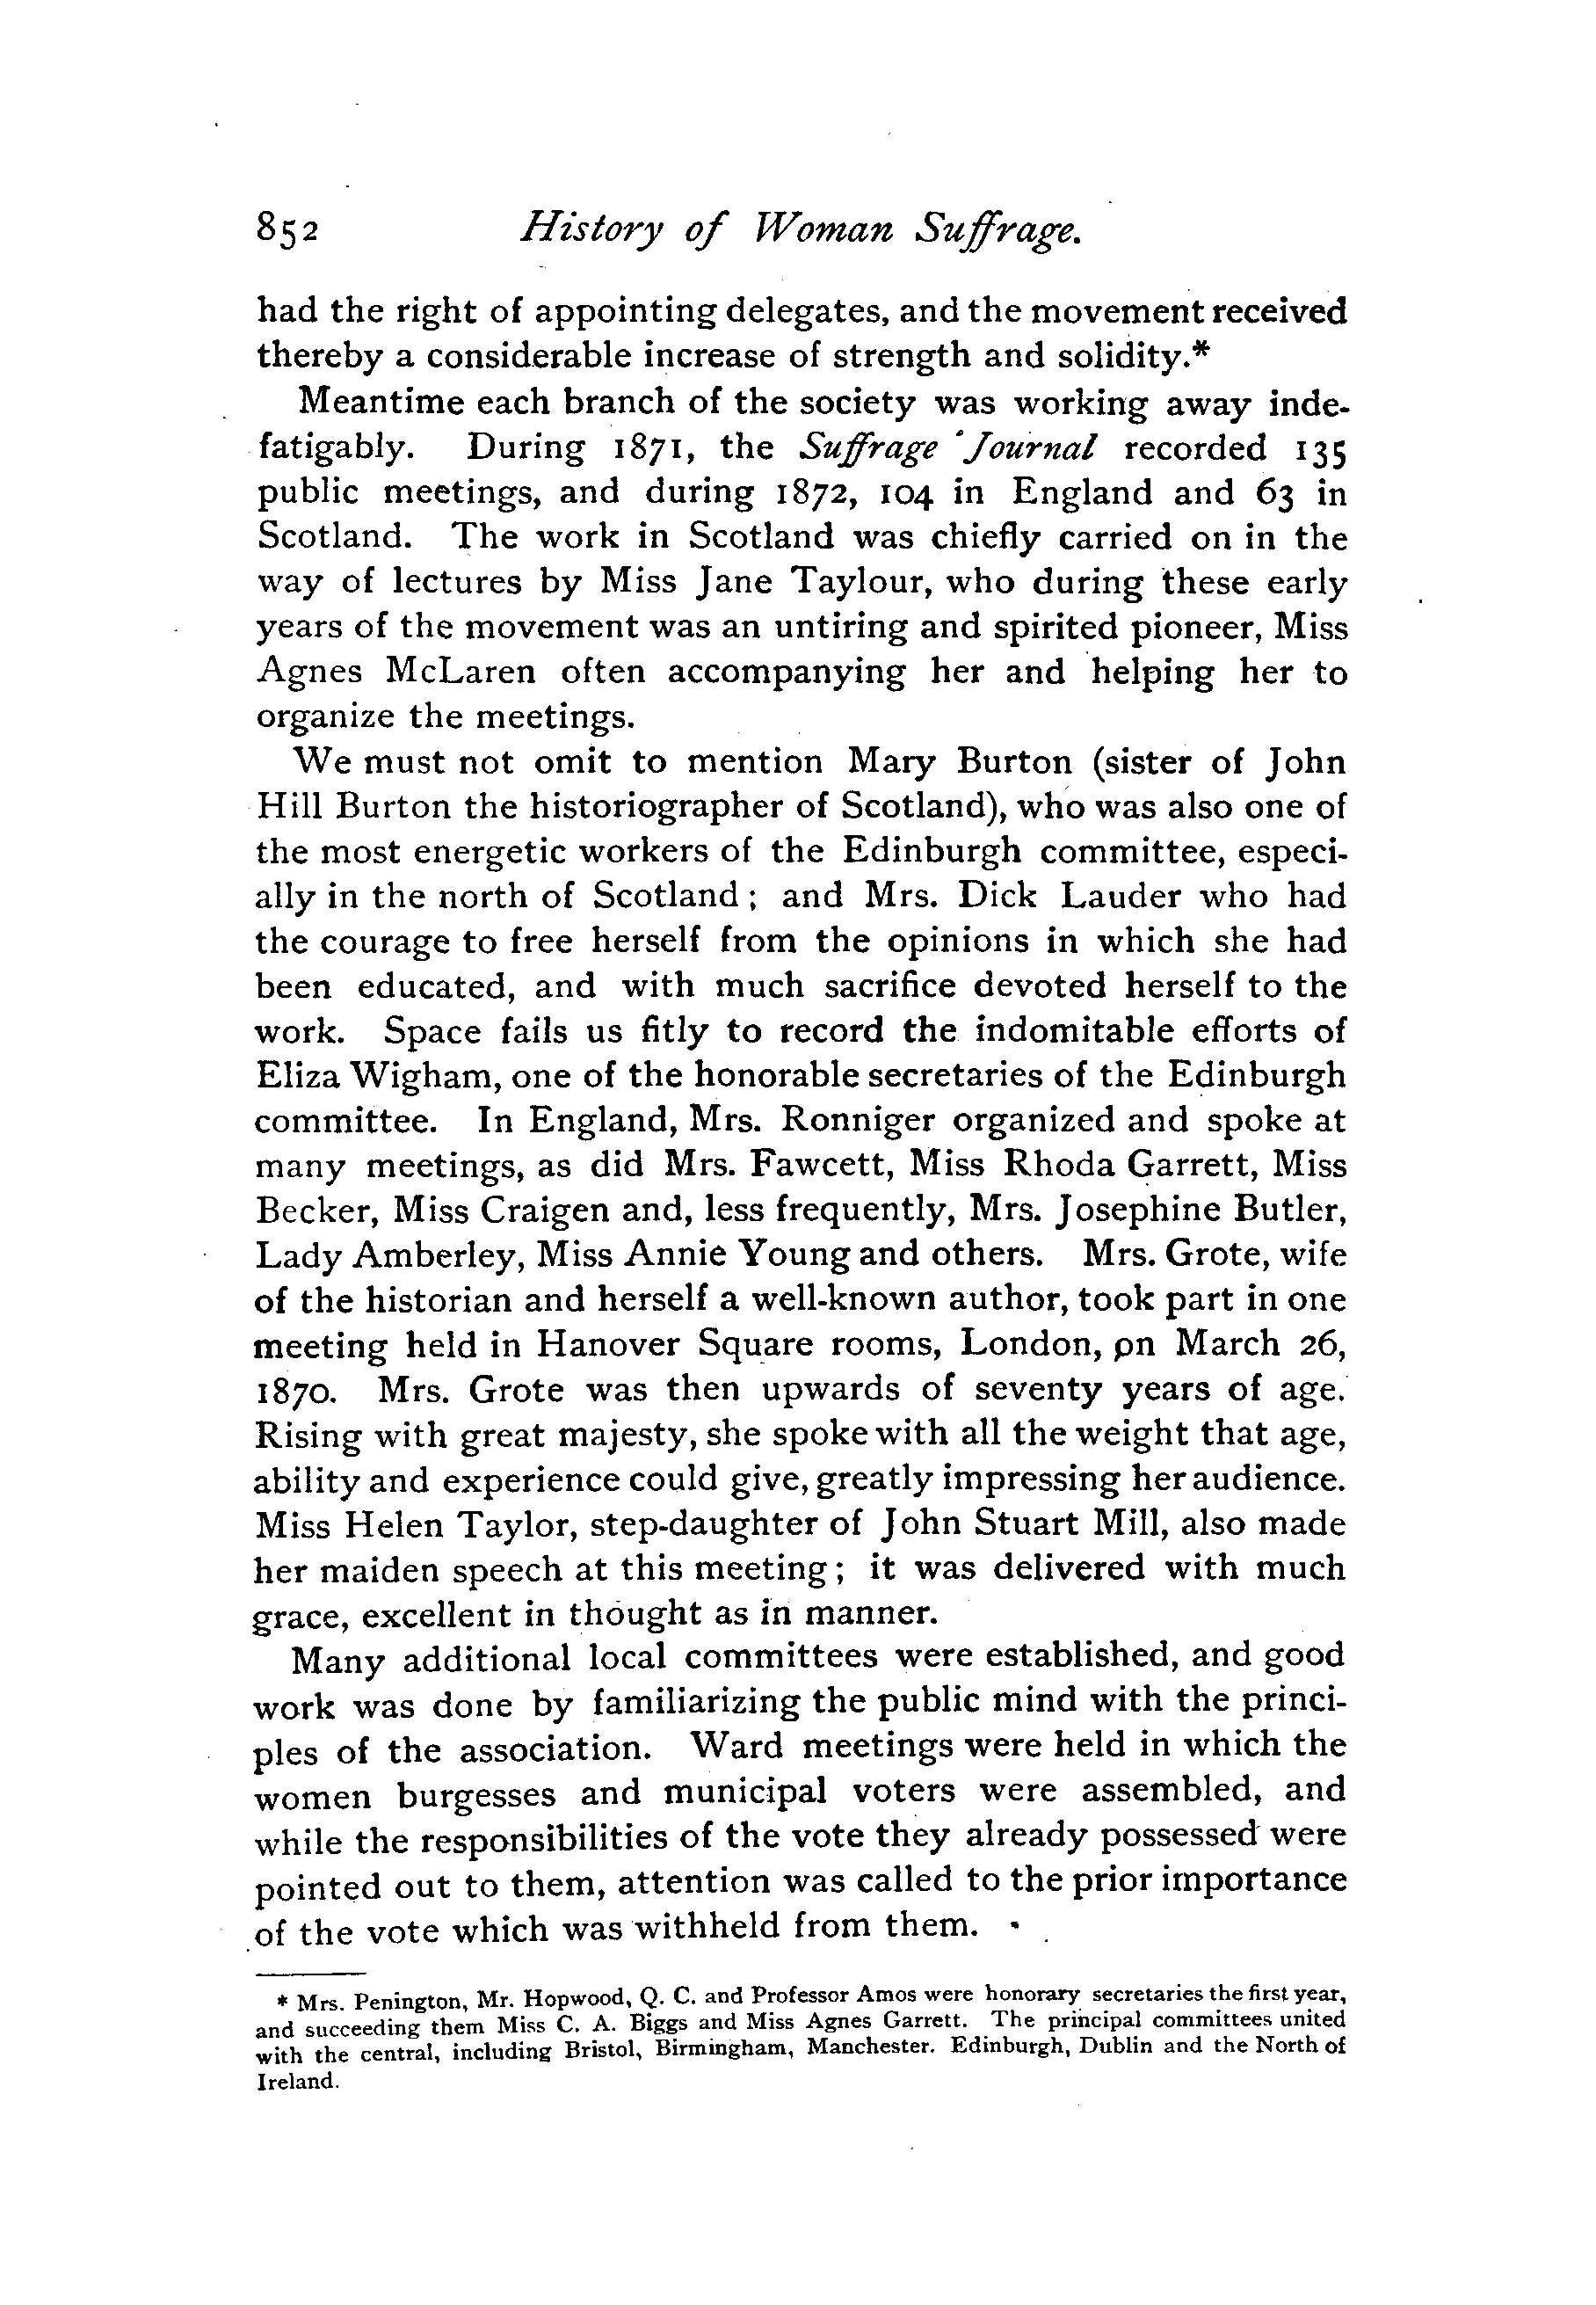 852 History of Woman Suffrage.
had the right of appointing delegates, and the movement received
thereby a considerable increase of strength and solidity.*
Meantime each branch of the society was working away inde-
fatigably. During 1871, the Suffrage Journal recorded 135
public meetings, and during 1872, 104 in England and 63 in
Scotland. The work in Scotland was chiefly carried on in the
way of lectures by Miss Jane Taylour, who during these early
years of the movement was an untiring and spirited pioneer, Miss
Agnes McLaren often accompanying her and helping her to
organize the meetings.
We must not omit to mention Mary Burton (sister of John
Hill Burton the historiographer of Scotland), who was also one of
the most energetic workers of the Edinburgh committee, especi-
ally in the north of Scotland; and Mrs. Dick Lauder who had
the courage to free herself from the opinions in which she had
been educated, and with much sacrifice devoted herself to the
work. Space fails us fitly to record the indomitable efforts of
Eliza Wigham, one of the honorable secretaries of the Edinburgh
committee. In England, Mrs. Ronniger organized and spoke at
many meetings, as did Mrs. Fawcett, Miss Rhoda Garrett, Miss
Becker, Miss Craigen and, less frequently, Mrs. Josephine Butler,
Lady Amberley, Miss Annie Young and others. Mrs. Grote, wife
of the historian and herself a well-known author, took part in one
meeting held in Hanover Square rooms, London, on March 26,
1870. Mrs. Grote was then upwards of seventy years of age.
Rising with great majesty, she spoke with all the weight that age,
ability and experience could give, greatly impressing her audience.
Miss Helen Taylor, step-daughter of John Stuart Mill, also made
her maiden speech at this meeting; it was delivered with much
grace, excellent in thought as in manner.
Many additional local committees were established, and good
work was done by familiarizing the public mind with the princi-
ples of the association. Ward meetings were held in which the
women burgesses and municipal voters were assembled, and
while the responsibilities of the vote they already possessed were
pointed out to them, attention was called to the prior importance
of the vote which was withheld from them.
* Mrs. Penington, Mr. Hopwood, Q. C. and Professor Amos were honorary secretaries the first year,
and succeeding them Miss C. A. Biggs and Miss Agnes Garrett. The principal committees united
with the central, including Bristol, Birmingham, Manchester. Edinburgh, Dublin and the North of
Ireland.